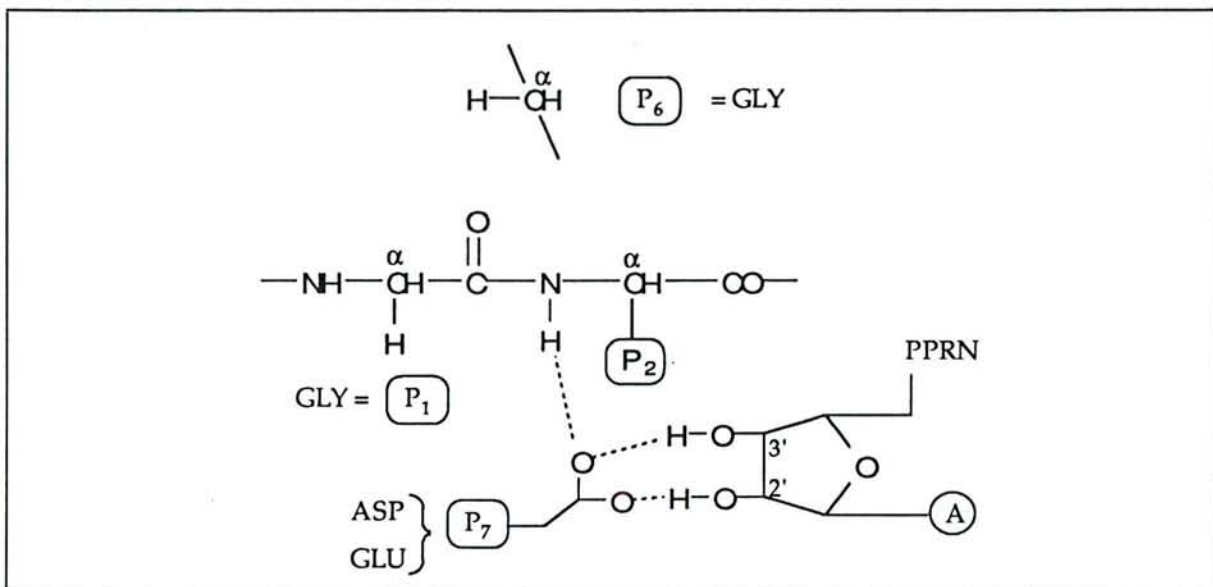 α
H—CH P6 = GLY
O
α α
—NH—CH—C—N—CH—CO—
H H P2
PPRN
GLY = P1
H—O 3'
O O
O H—O 2'
ASP P7 A
GLU